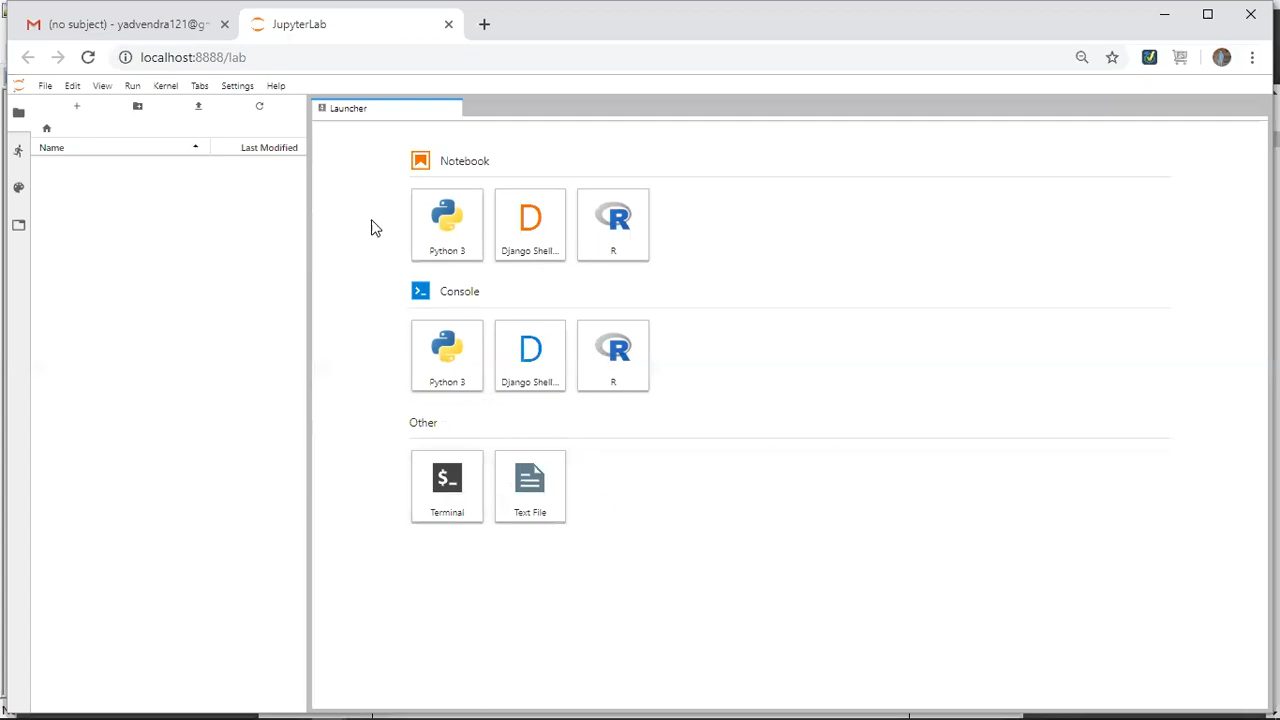 (no subject) - yadvendra121@g
JupyterLab
localhost:8888/lab
File Edit View Run Kernel Tabs Settings Help
Launcher
Name Last Modified
Notebook
Python 3 Django Shell... R
Console
Python 3 Django Shell... R
Other
$_
Terminal Text File